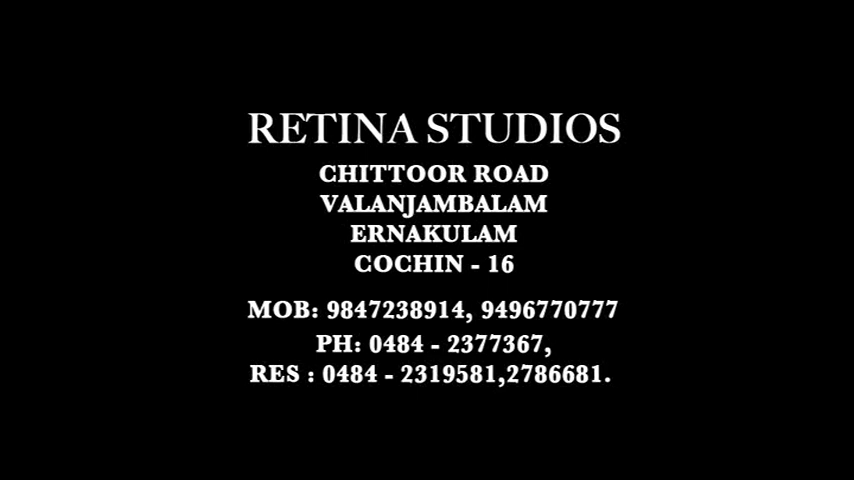 RETINA STUDIOS
CHITTOOR ROAD
VALANJAMBALAM
ERNAKULAM
COCHIN - 16
MOB: 9847238914, 9496770777
PH: 0484 - 2377367,
RES : 0484 - 2319581,2786681.